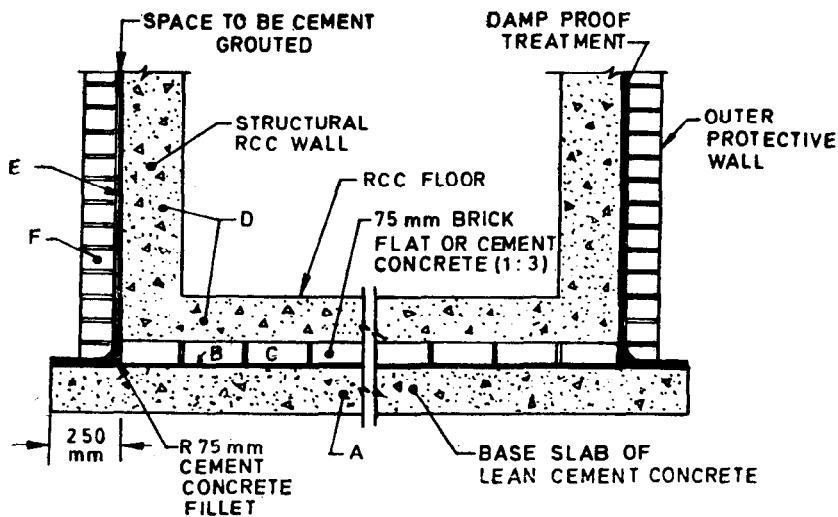 SPACE TO BE CEMENT
GROUTED
DAMP PROOF
TREATMENT
STRUCTURAL
RCC WALL
OUTER
PROTECTIVE
WALL
E
RCC FLOOR
F
D
75 mm BRICK
FLAT OR CEMENT
CONCRETE (1:3)
B
C
250
mm
R 75 mm
CEMENT
CONCRETE
FILLET
A
BASE SLAB OF
LEAN CEMENT CONCRETE